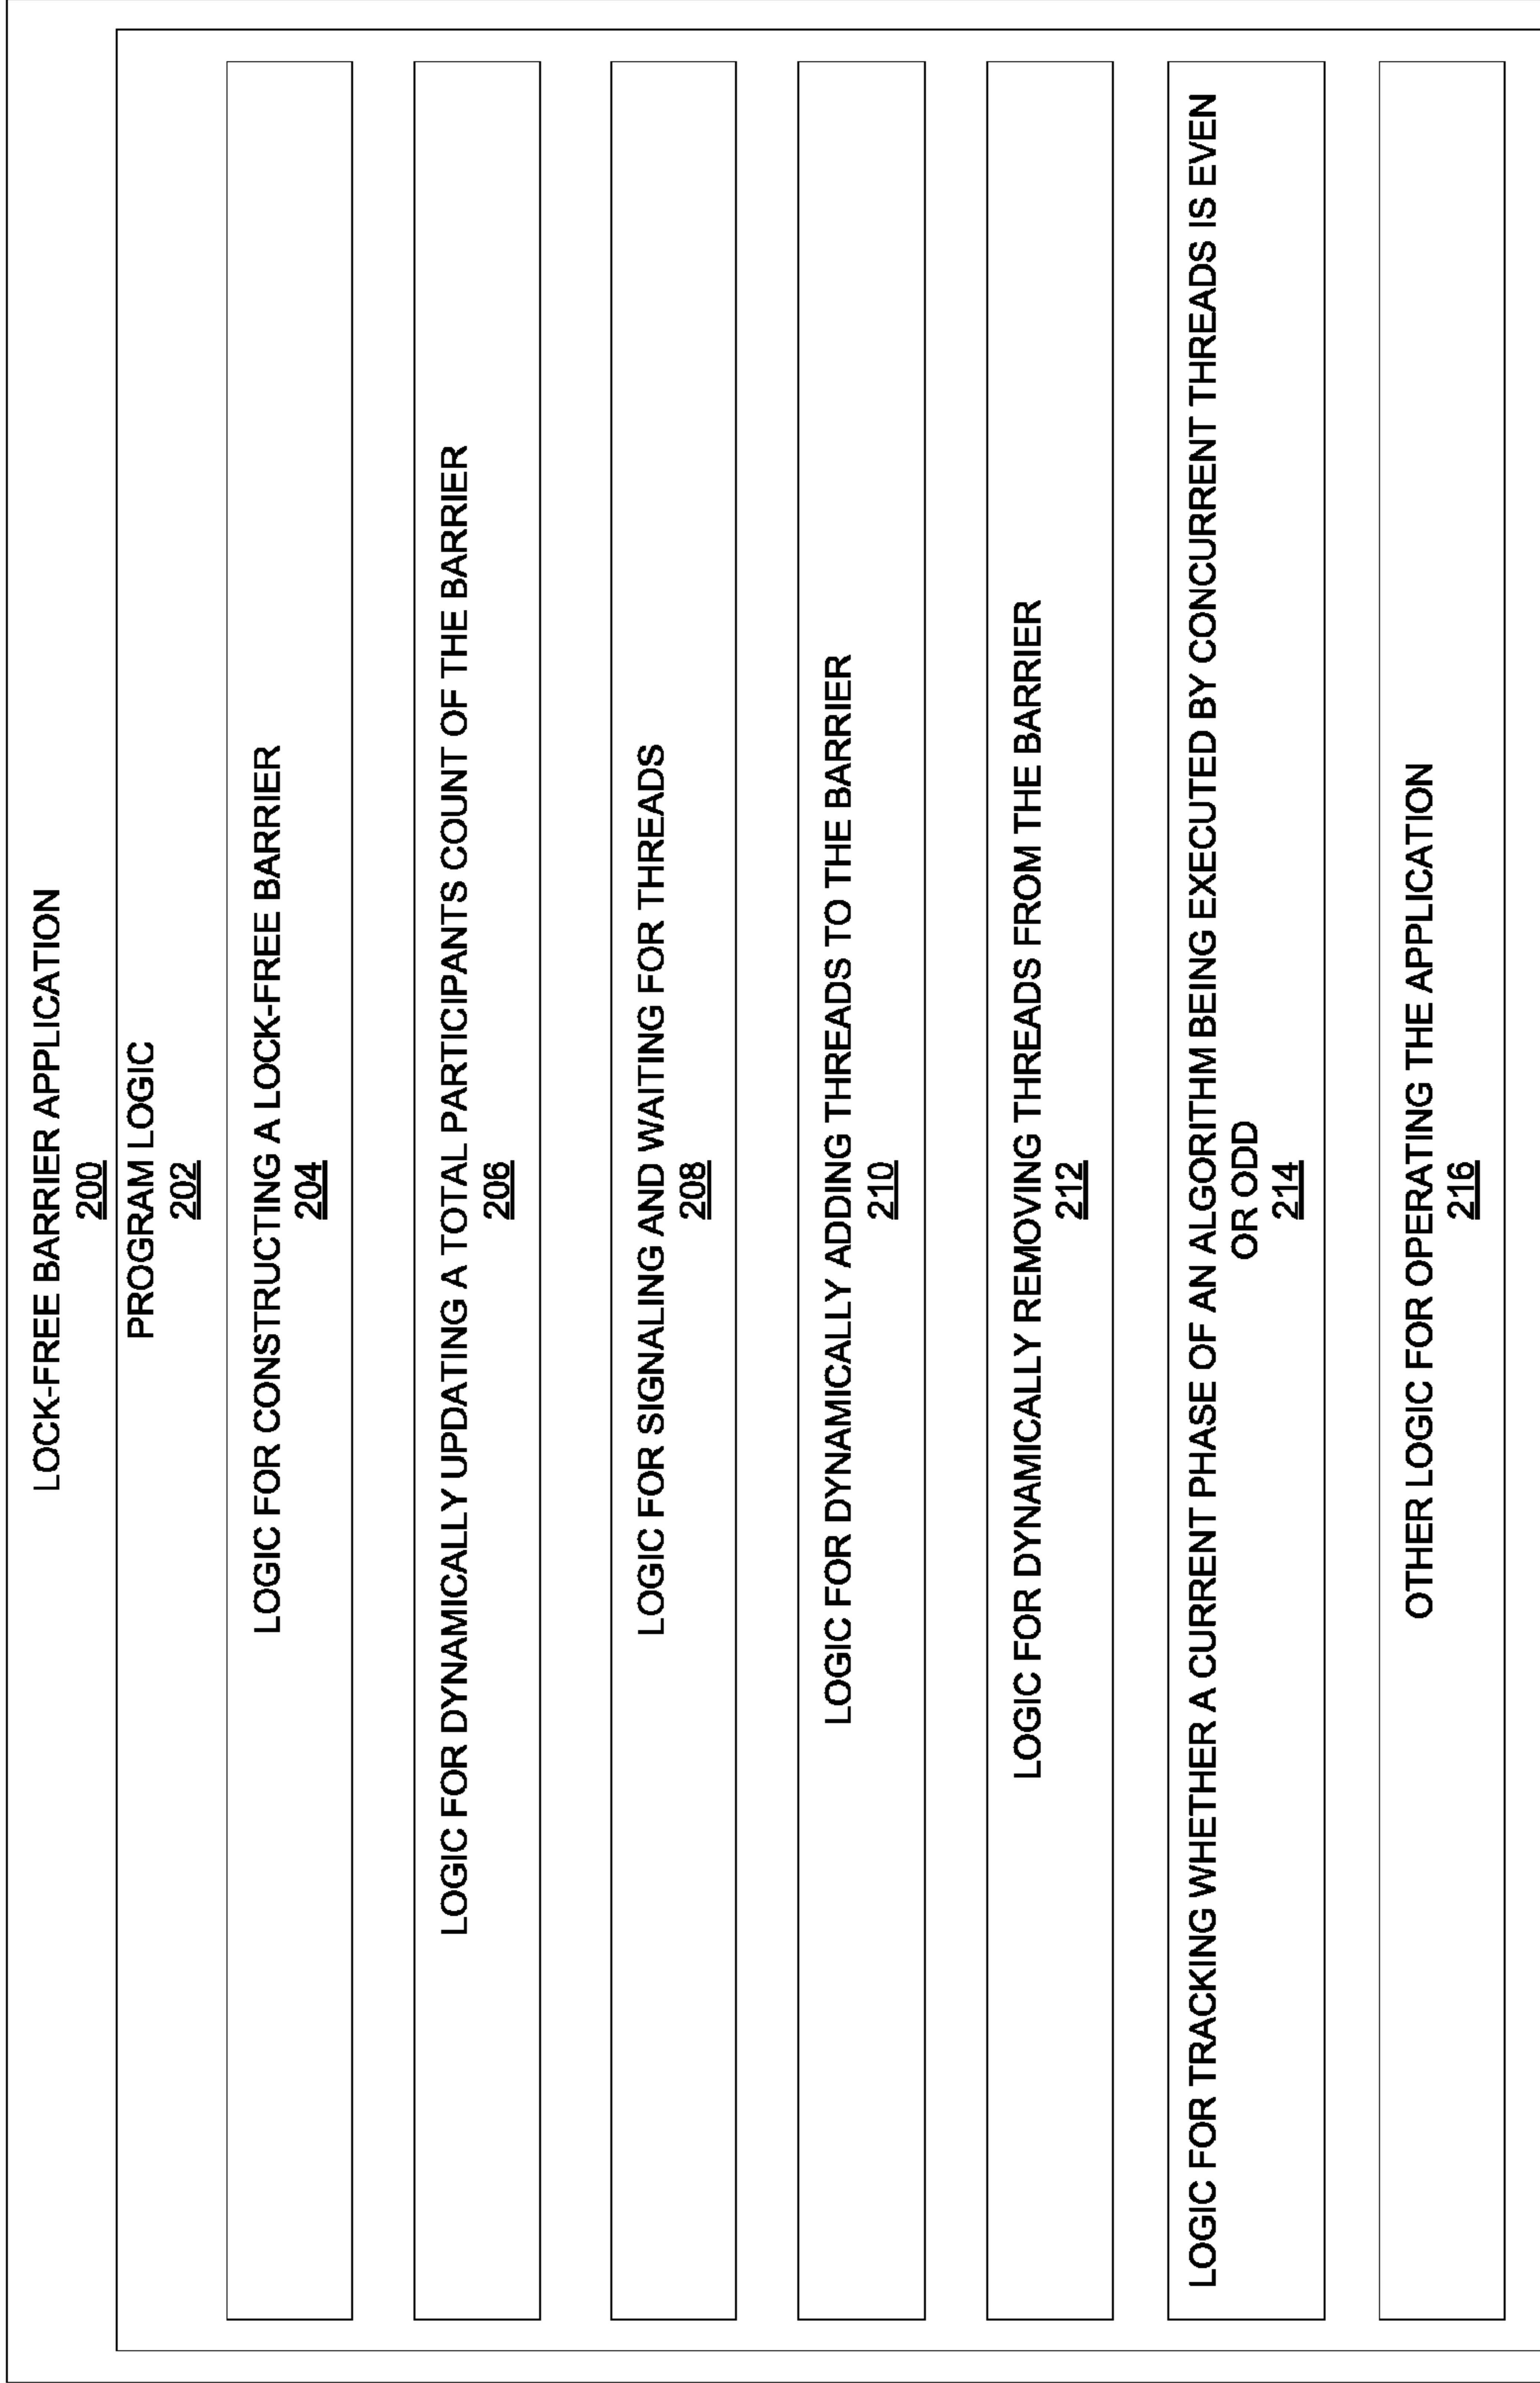 LOCK-FREE BARRIER APPLICATION
200
PROGRAM LOGIC
202
LOGIC FOR CONSTRUCTING A LOCK-FREE BARRIER
204
LOGIC FOR DYNAMICALLY UPDATING A TOTAL PARTICIPANTS COUNT OF THE BARRIER
206
LOGIC FOR SIGNALING AND WAITING FOR THREADS
208
LOGIC FOR DYNAMICALLY ADDING THREADS TO THE BARRIER
210
LOGIC FOR DYNAMICALLY REMOVING THREADS FROM THE BARRIER
212
LOGIC FOR TRACKING WHETHER A CURRENT PHASE OF AN ALGORITHM BEING EXECUTED BY CONCURRENT THREADS IS EVEN
OR ODD
214
OTHER LOGIC FOR OPERATING THE APPLICATION
216